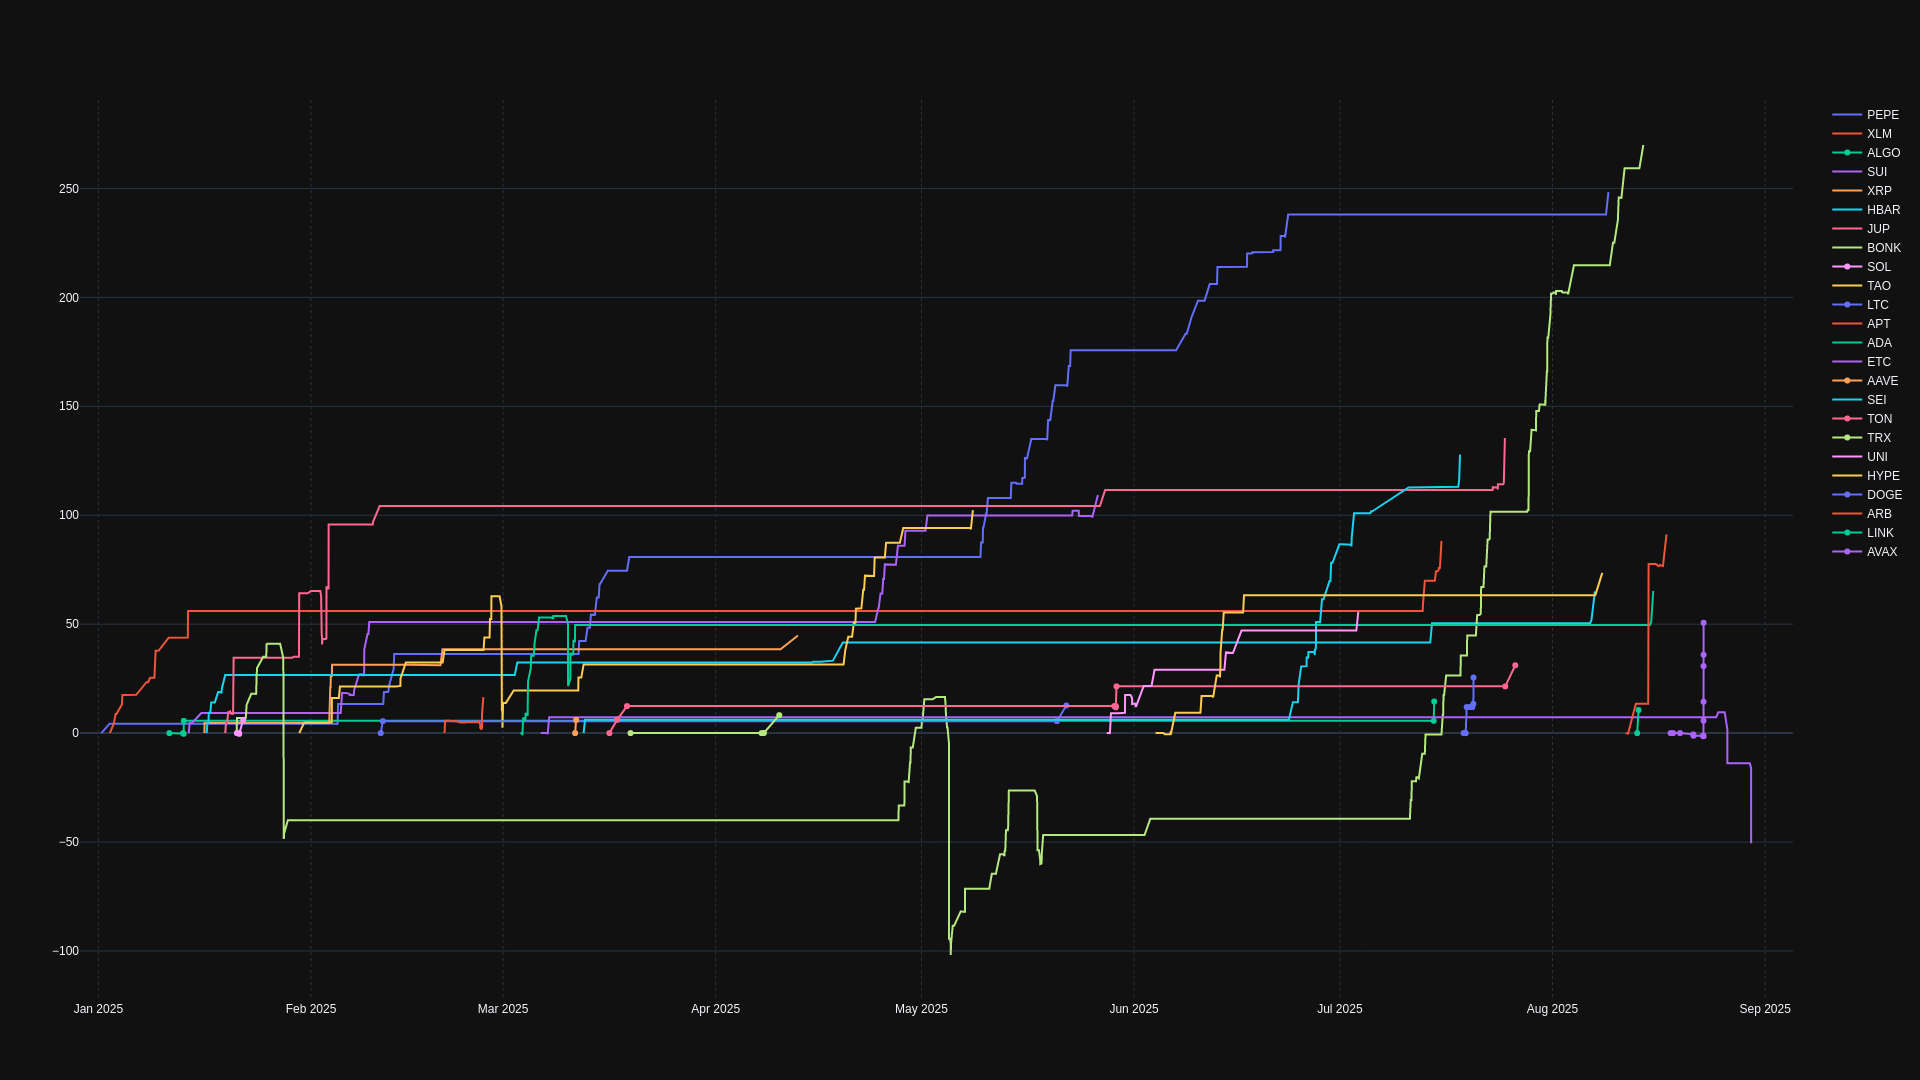 250
200
150
100
50
0
−50
−100
Jan 2025
Feb 2025
Mar 2025
Apr 2025
May 2025
Jun 2025
Jul 2025
Aug 2025
Sep 2025
PEPE
XLM
ALGO
SUI
XRP
HBAR
JUP
BONK
SOL
TAO
LTC
APT
ADA
ETC
AAVE
SEI
TON
TRX
UNI
HYPE
DOGE
ARB
LINK
AVAX